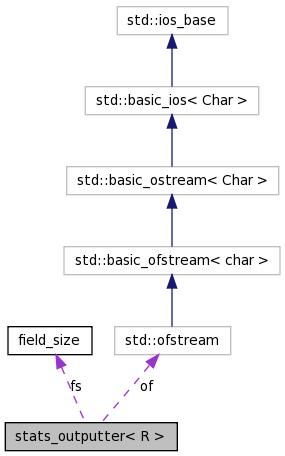 std::ios_base
std::basic_ios< Char >
std::basic_ostream< Char >
std::basic_ofstream< char >
field_size
std::ofstream
fs
of
stats_outputter< R >